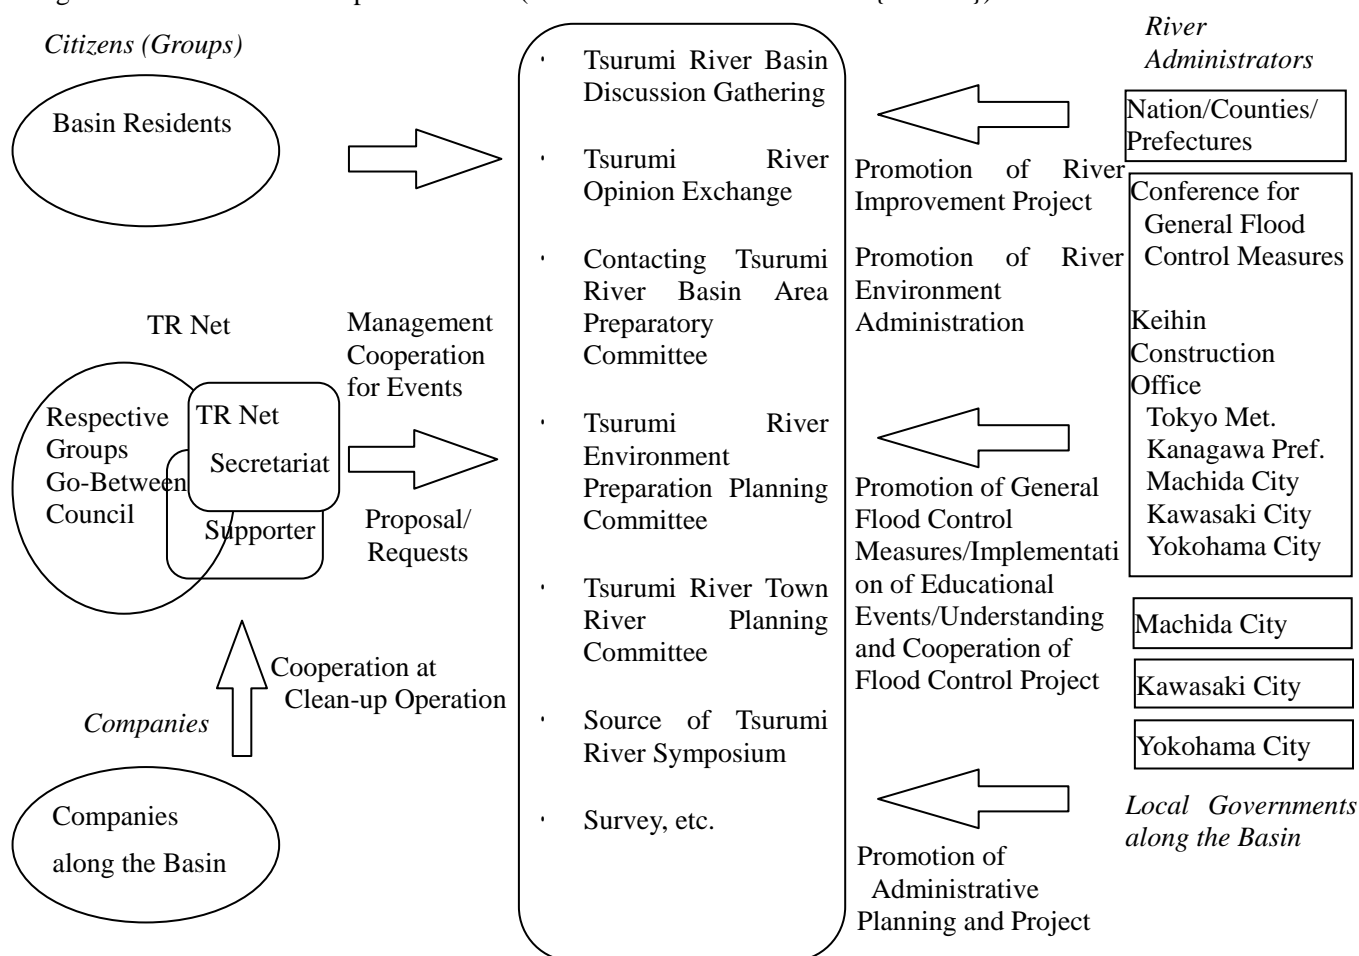 Citizens (Groups)
Basin Residents
TR Net
Respective
Groups
Go-Between
Council
TR Net
Secretariat
Supporter
Management
Cooperation
for Events
Proposal/
Requests
Cooperation at
Clean-up Operation
Companies
Companies
along the Basin
· Tsurumi River Basin
Discussion Gathering
· Tsurumi River
Opinion Exchange
· Contacting Tsurumi
River Basin Area
Preparatory
Committee
· Tsurumi River
Environment
Preparation Planning
Committee
· Tsurumi River Town
River Planning
Committee
· Source of Tsurumi
River Symposium
· Survey, etc.
Promotion of River
Improvement Project
Promotion of River
Environment
Administration
Promotion of General
Flood Control
Measures/Implementati
on of Educational
Events/Understanding
and Cooperation of
Flood Control Project
Promotion of
Administrative
Planning and Project
River
Administrators
Nation/Counties/
Prefectures
Conference for
General Flood
Control Measures
Keihin
Construction
Office
Tokyo Met.
Kanagawa Pref.
Machida City
Kawasaki City
Yokohama City
Machida City
Kawasaki City
Yokohama City
Local Governments
along the Basin